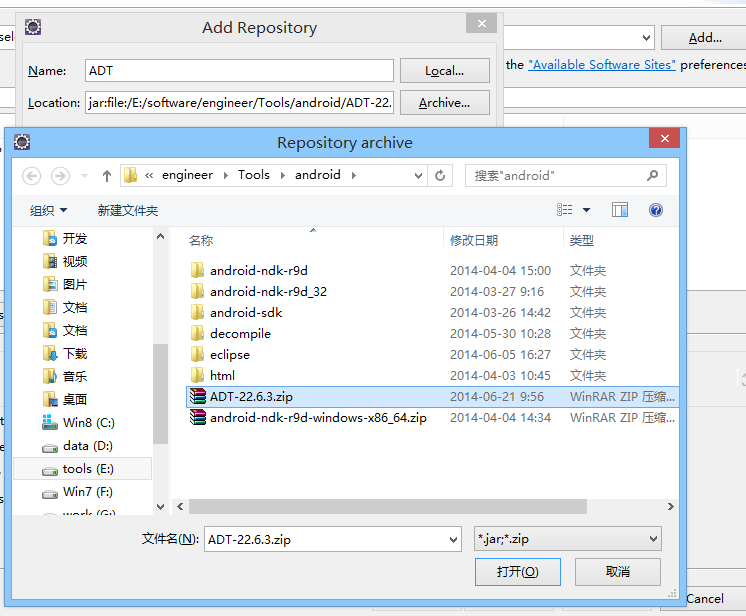 Add Repository
Name: ADT Local...
Location: jar:file:/E:/software/engineer/Tools/android/ADT-22. Archive...
Add...
the "Available Software Sites" preferences
Repository archive
« engineer Tools android 搜索"android"
组织 新建文件夹
名称 修改日期 类型
android-ndk-r9d 2014-04-04 15:00 文件夹
android-ndk-r9d_32 2014-03-27 9:16 文件夹
android-sdk 2014-03-26 14:42 文件夹
decompile 2014-05-30 10:28 文件夹
eclipse 2014-06-05 16:27 文件夹
html 2014-04-03 10:45 文件夹
ADT-22.6.3.zip 2014-06-21 9:56 WinRAR ZIP 压缩...
android-ndk-r9d-windows-x86_64.zip 2014-04-04 14:34 WinRAR ZIP 压缩...
开发
视频
图片
文档
文档
下载
音乐
桌面
Win8 (C:)
data (D:)
tools (E:)
Win7 (F:)
work (G:)
文件名(N): ADT-22.6.3.zip *.jar;*.zip
打开(O) 取消
Cancel